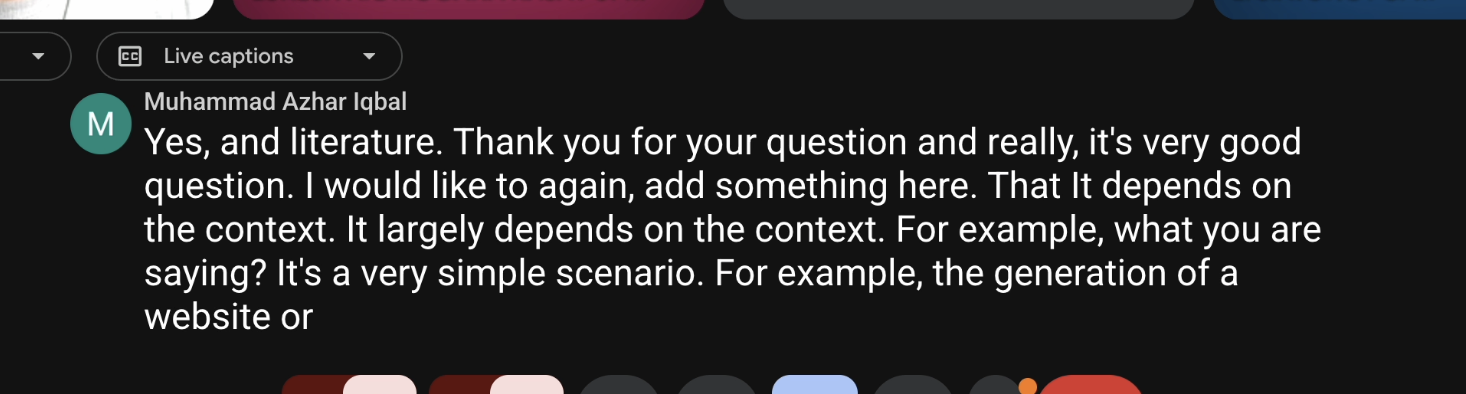 Live captions
Muhammad Azhar Iqbal
M
Yes, and literature. Thank you for your question and really, it's very good
question. I would like to again, add something here. That It depends on
the context. It largely depends on the context. For example, what you are
saying? It's a very simple scenario. For example, the generation of a
website or